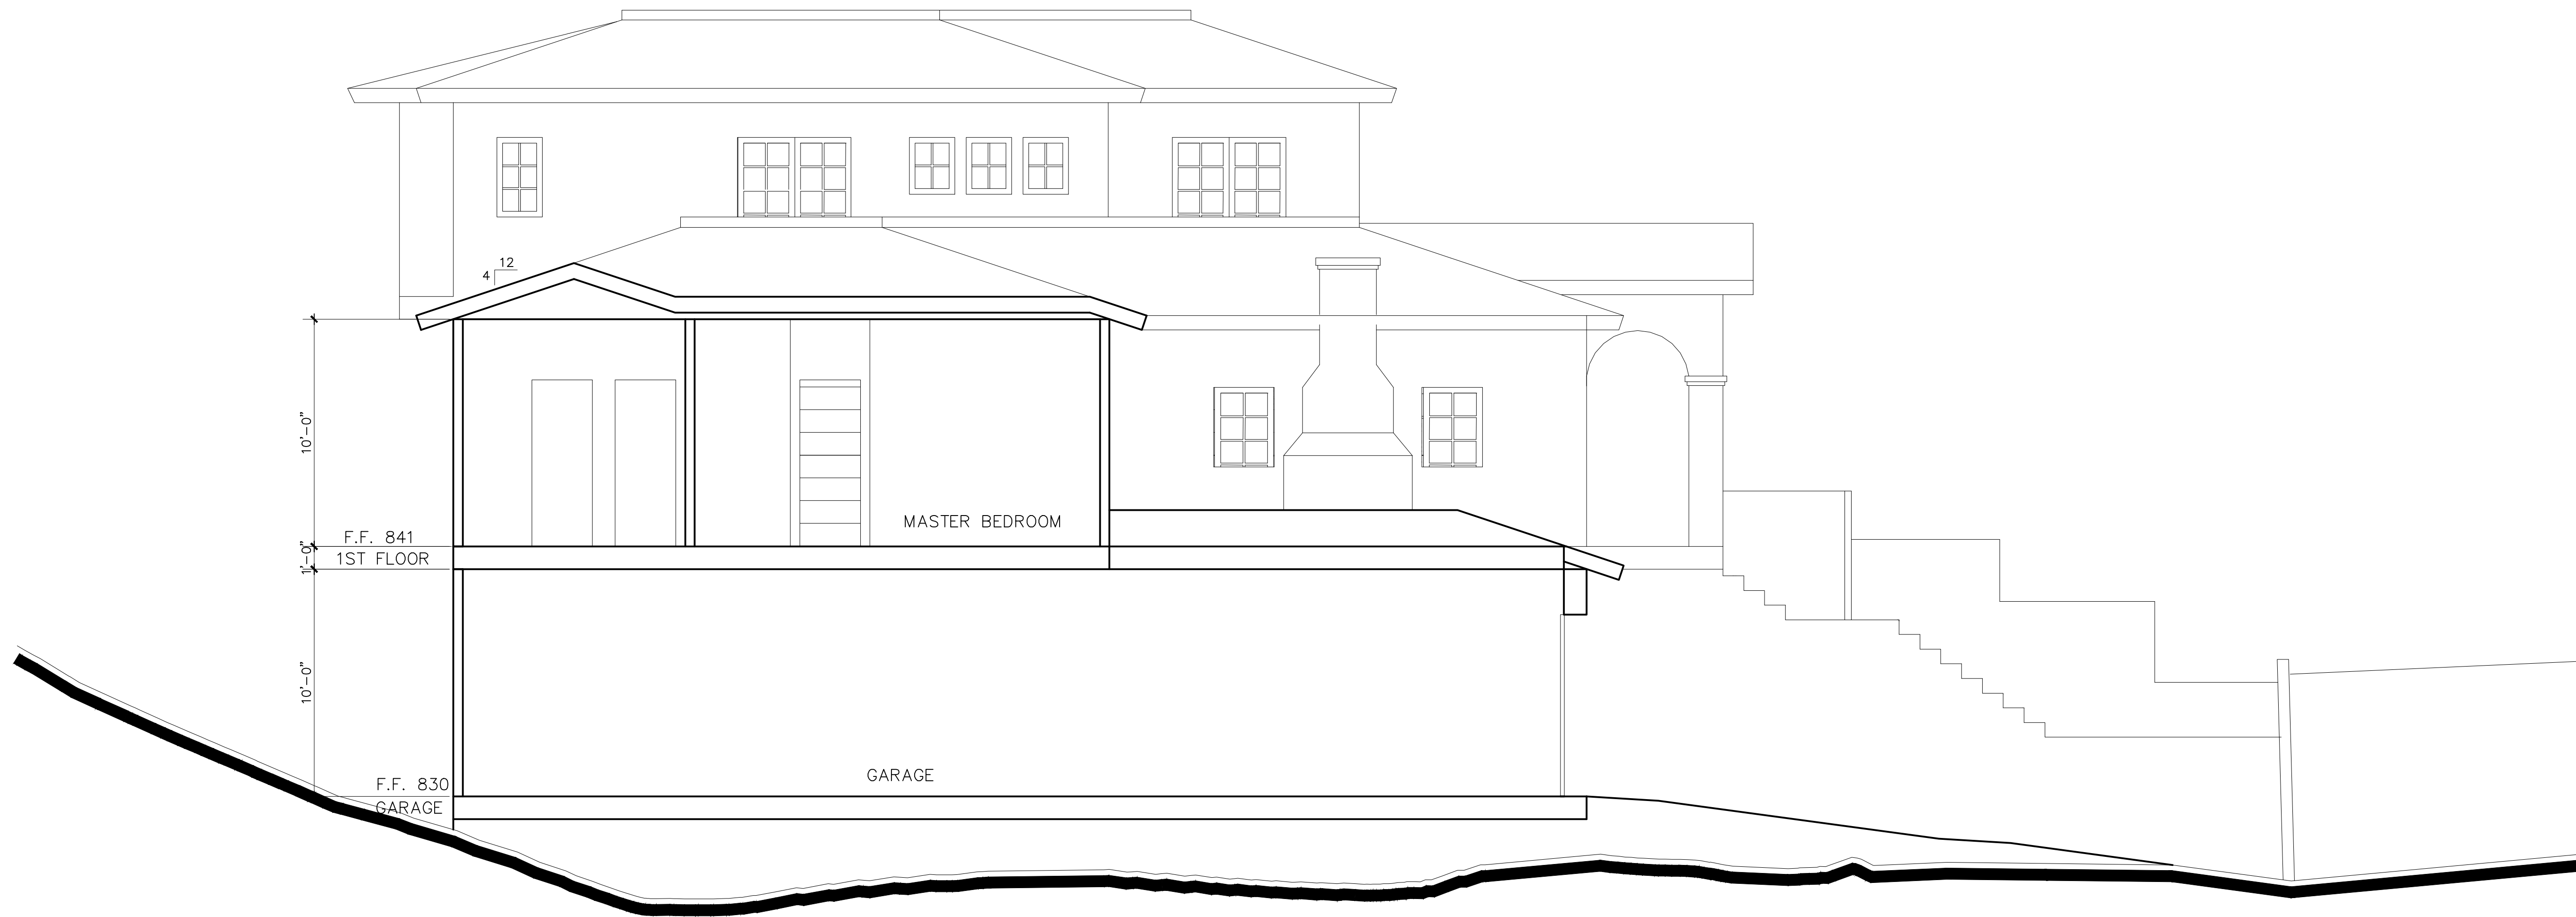 12
4
10'-0"
MASTER BEDROOM
F.F. 841
1ST FLOOR
1'-0"
10'-0"
GARAGE
F.F. 830
GARAGE